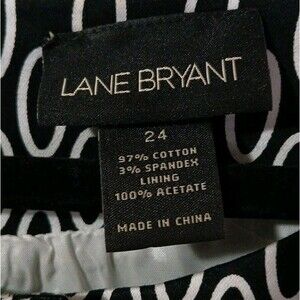 LANE BRYANT
24
97% COTTON
3% SPANDEX
LINING
100% ACETATE
MADE IN CHINA